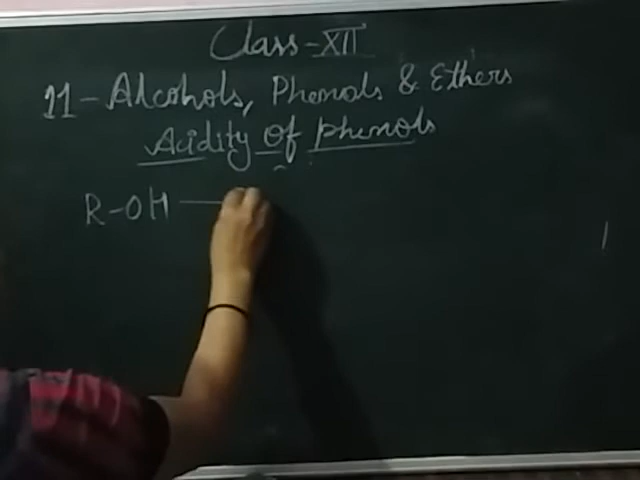 Class-XII
11-Alcohols, Phenols & Ethers
Acidity of phenols
R-OH —